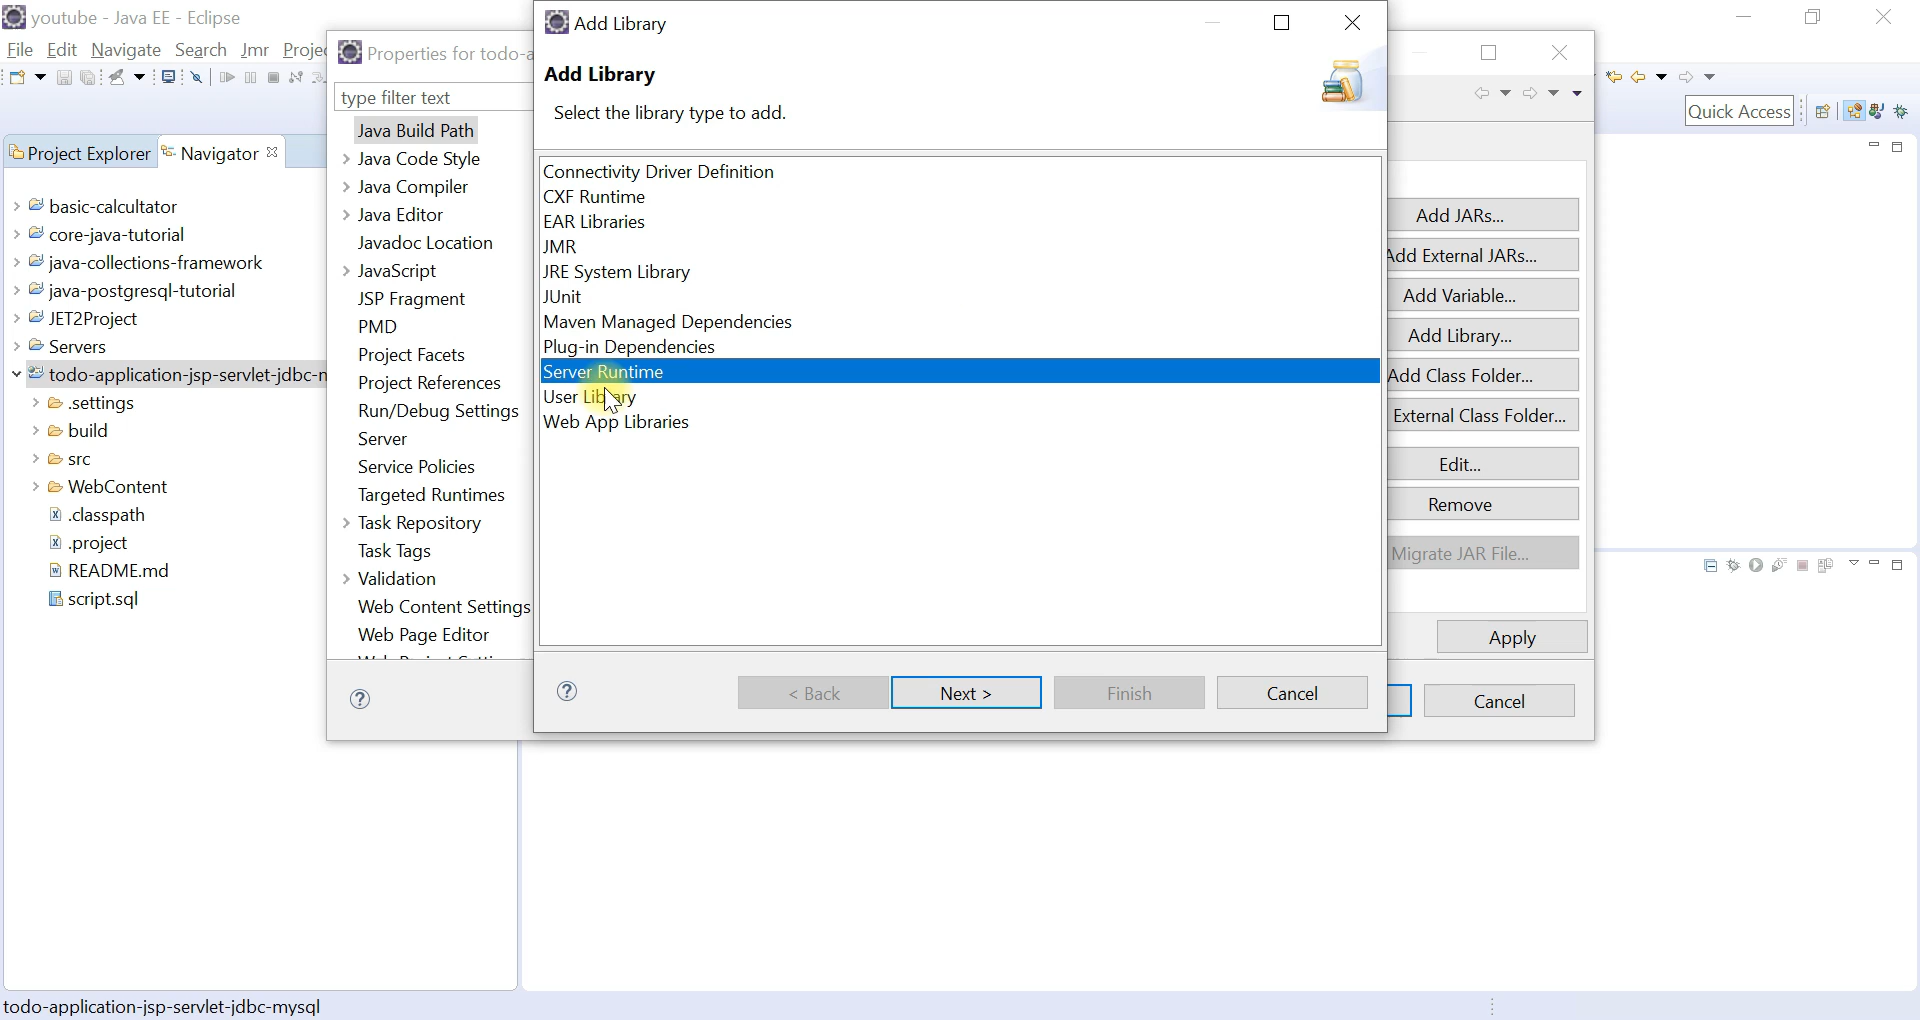 youtube - Java EE - Eclipse
File Edit Navigate Search Jmr Projec
Quick Access
Project Explorer Navigator
basic-calcultator
core-java-tutorial
java-collections-framework
java-postgresql-tutorial
JET2Project
Servers
todo-application-jsp-servlet-jdbc-n
.settings
build
src
WebContent
.classpath
.project
README.md
script.sql
Properties for todo-a
type filter text
Java Build Path
Java Code Style
Java Compiler
Java Editor
Javadoc Location
JavaScript
JSP Fragment
PMD
Project Facets
Project References
Run/Debug Settings
Server
Service Policies
Targeted Runtimes
Task Repository
Task Tags
Validation
Web Content Settings
Web Page Editor
Add Library
Add Library
Select the library type to add.
Connectivity Driver Definition
CXF Runtime
EAR Libraries
JMR
JRE System Library
JUnit
Maven Managed Dependencies
Plug-in Dependencies
Server Runtime
User Library
Web App Libraries
< Back Next > Finish Cancel
Add JARs...
Add External JARs...
Add Variable...
Add Library...
Add Class Folder...
External Class Folder...
Edit...
Remove
Migrate JAR File...
Apply
Cancel
todo-application-jsp-servlet-jdbc-mysql